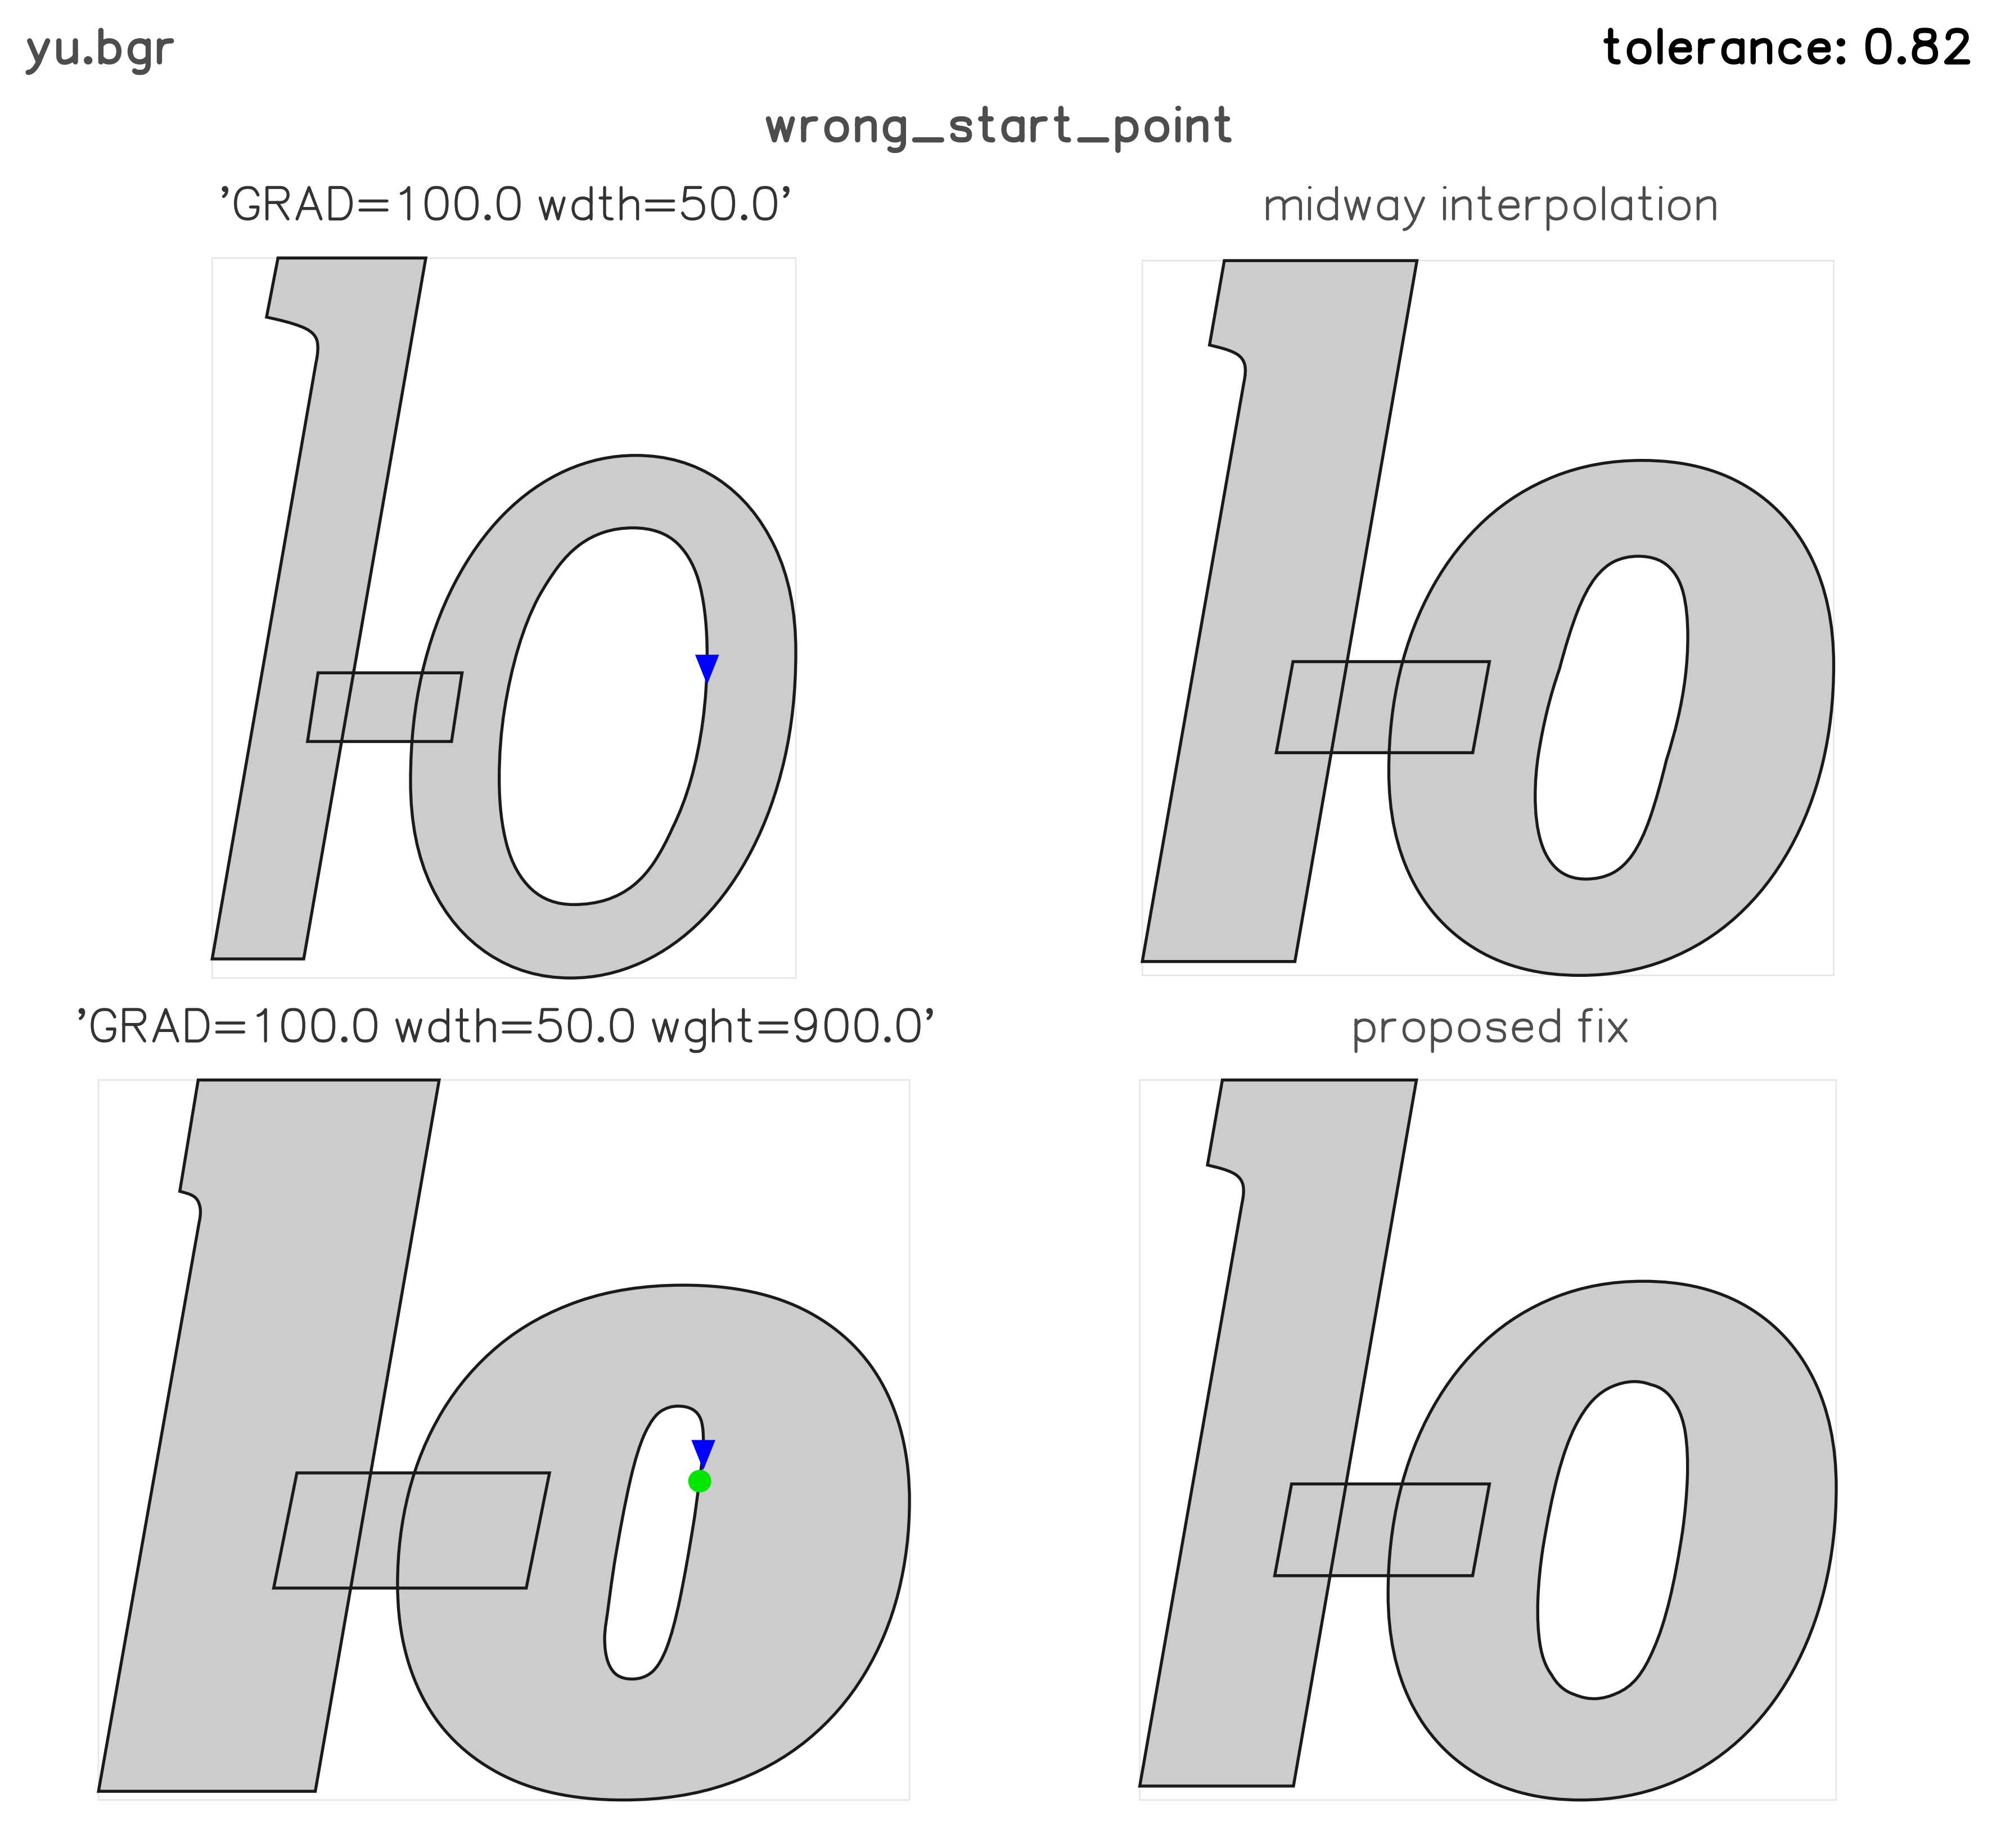 yu.bgr
tolerance: 0.82
wrong_start_point
'GRAD=100.0 wdth=50.0'
midway interpolation
'GRAD=100.0 wdth=50.0 wght=900.0'
proposed fix